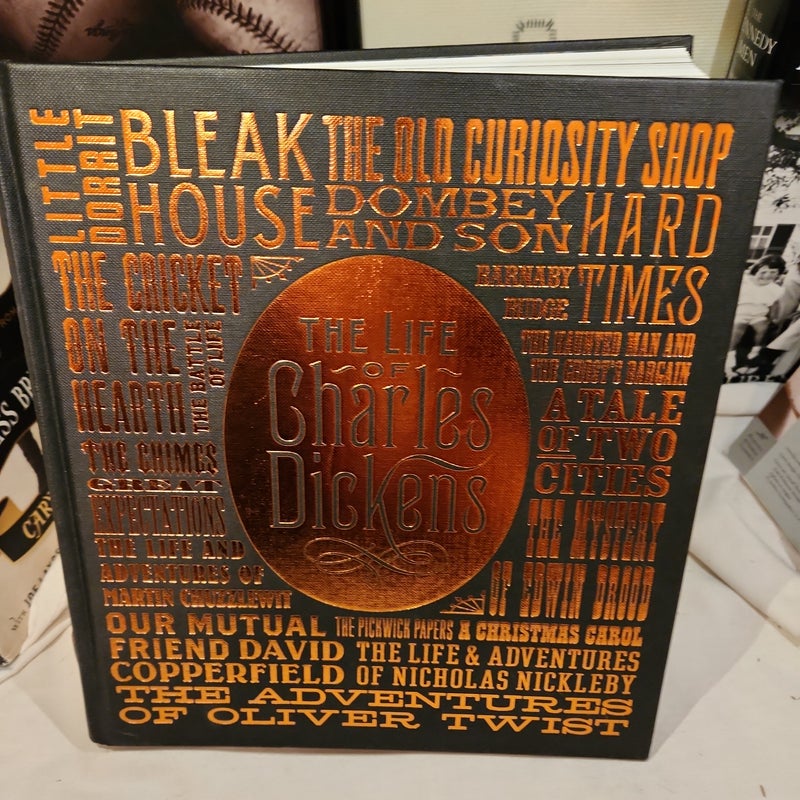 LITTLE
DORRIT
BLEAK
HOUSE
THE OLD CURIOSITY SHOP
DOMBEY
AND SON
HARD
TIMES
THE CRICKET
ON THE
HEARTH
THE BATTLE
OF LIFE
BARNABY
RUDGE
THE HAUNTED MAN AND
THE GHOST'S BARGAIN
THE LIFE
OF
Charles
Dickens
A TALE
OF TWO
CITIES
THE CHIMES
GREAT
EXPECTATIONS
THE MYSTERY
OF EDWIN DROOD
THE LIFE AND
ADVENTURES OF
MARTIN CHUZZLEWIT
OUR MUTUAL
FRIEND DAVID
COPPERFIELD
THE PICKWICK PAPERS A CHRISTMAS CAROL
THE LIFE & ADVENTURES
OF NICHOLAS NICKLEBY
THE ADVENTURES
OF OLIVER TWIST
THE
MEN
WITH